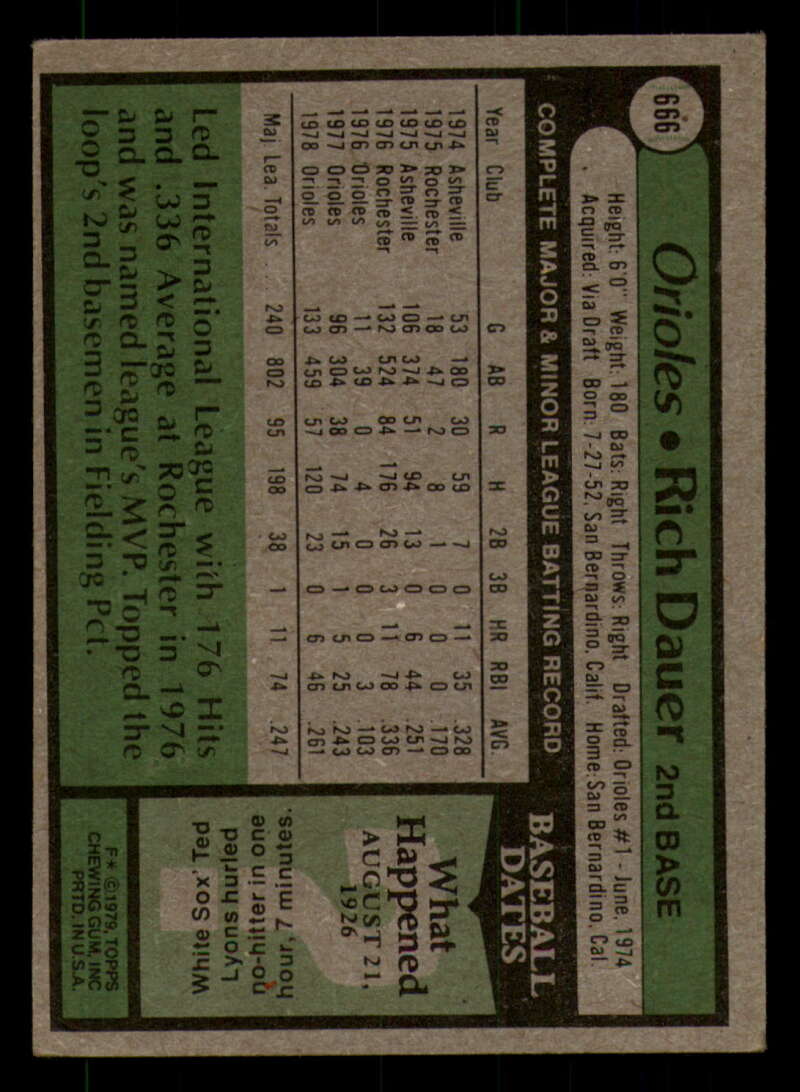 666
Orioles • Rich Dauer 2nd BASE
Height: 6'0" Weight: 180 Bats: Right Throws: Right Drafted: Orioles #1 - June, 1974
Acquired: Via Draft Born: 7-27-52, San Bernardino, Calif. Home: San Bernardino, Cal.
COMPLETE MAJOR & MINOR LEAGUE BATTING RECORD
Year Club G AB R H 2B 3B HR RBI AVG.
1974 Asheville 53 180 30 59 7 0 11 35 .328
1975 Rochester 18 47 2 8 1 0 0 0 .170
1975 Asheville 106 374 51 94 13 0 6 44 .251
1976 Rochester 132 524 84 176 26 3 11 78 .336
1976 Orioles 11 39 0 4 0 0 0 3 .103
1977 Orioles 96 304 38 74 15 1 5 25 .243
1978 Orioles 133 459 57 120 23 0 6 46 .261
Maj Lea Totals .... 240 802 95 198 38 1 11 74 .247
Led International League with 176 Hits
and .336 Average at Rochester in 1976
and was named league's MVP. Topped the
loop's 2nd basemen in Fielding Pct.
BASEBALL
DATES
What
Happened
AUGUST 21,
1926
White Sox' Ted
Lyons hurled
no-hitter in one
hour, 7 minutes.
F* ©1979, TOPPS
CHEWING GUM, INC
PRTD. IN U.S.A.